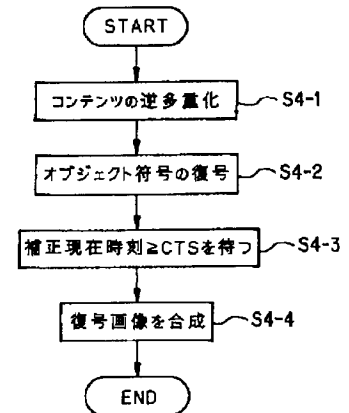 START
コンテンツの逆多重化 S4-1
オブジェクト符号の復号 S4-2
補正現在時刻≧CTSを待つ S4-3
復号画像を合成 S4-4
END